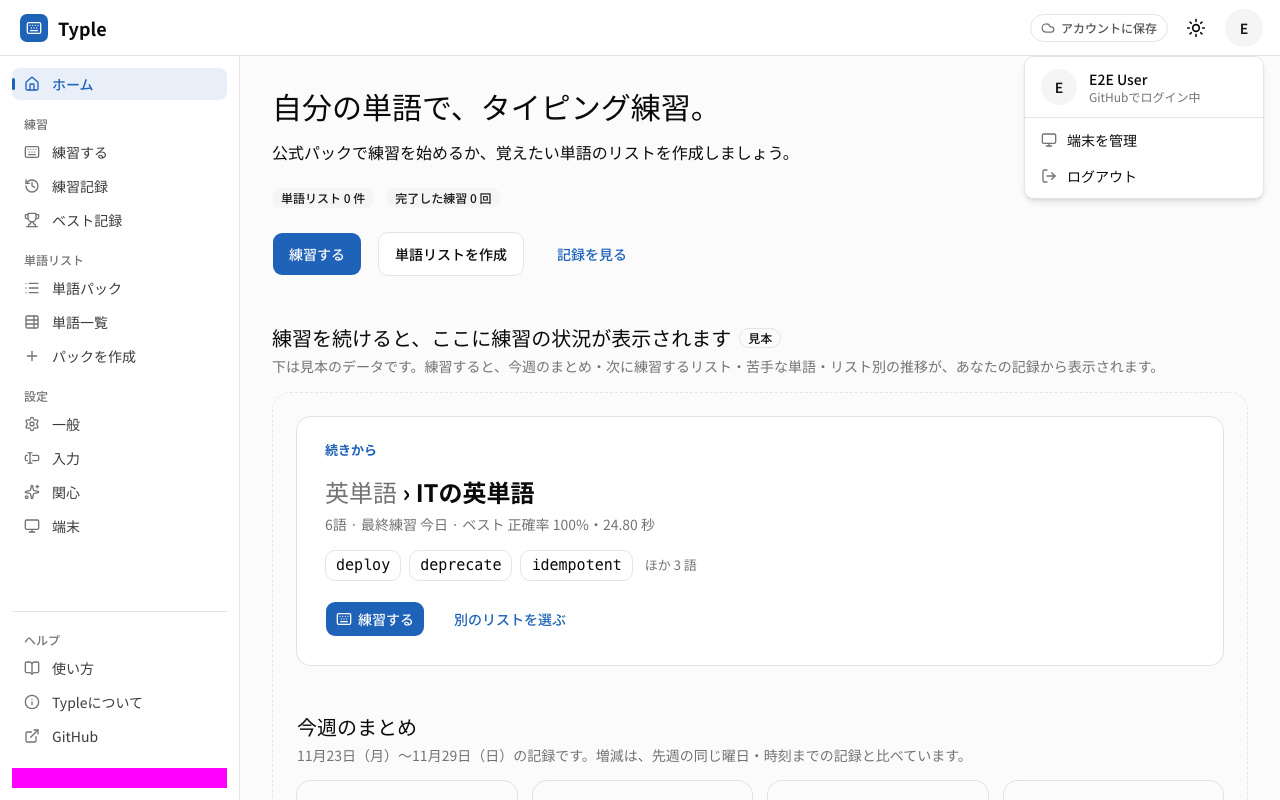 Typle
アカウントに保存
E
E
E2E User
GitHubでログイン中
端末を管理
ログアウト
ホーム
練習
練習する
練習記録
ベスト記録
単語リスト
単語パック
単語一覧
パックを作成
設定
一般
入力
関心
端末
ヘルプ
使い方
Typleについて
GitHub
自分の単語で、タイピング練習。
公式パックで練習を始めるか、覚えたい単語のリストを作成しましょう。
単語リスト 0 件
完了した練習 0 回
練習する
単語リストを作成
記録を見る
練習を続けると、ここに練習の状況が表示されます 見本
下は見本のデータです。練習すると、今週のまとめ・次に練習するリスト・苦手な単語・リスト別の推移が、あなたの記録から表示されます。
続きから
英単語 › ITの英単語
6語 · 最終練習 今日 · ベスト 正確率 100%・24.80 秒
deploy deprecate idempotent ほか 3 語
練習する
別のリストを選ぶ
今週のまとめ
11月23日（月）〜11月29日（日）の記録です。増減は、先週の同じ曜日・時刻までの記録と比べています。